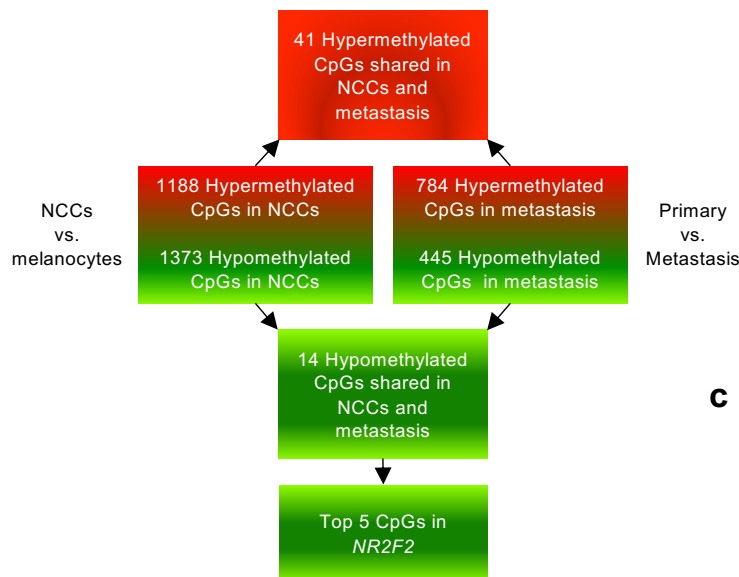 41 Hypermethylated
CpGs shared in
NCCs and
metastasis
NCCs
vs.
melanocytes
1188 Hypermethylated
CpGs in NCCs
1373 Hypomethylated
CpGs in NCCs
784 Hypermethylated
CpGs in metastasis
445 Hypomethylated
CpGs in metastasis
Primary
vs.
Metastasis
14 Hypomethylated
CpGs shared in
NCCs and
metastasis
c
Top 5 CpGs in
NR2F2